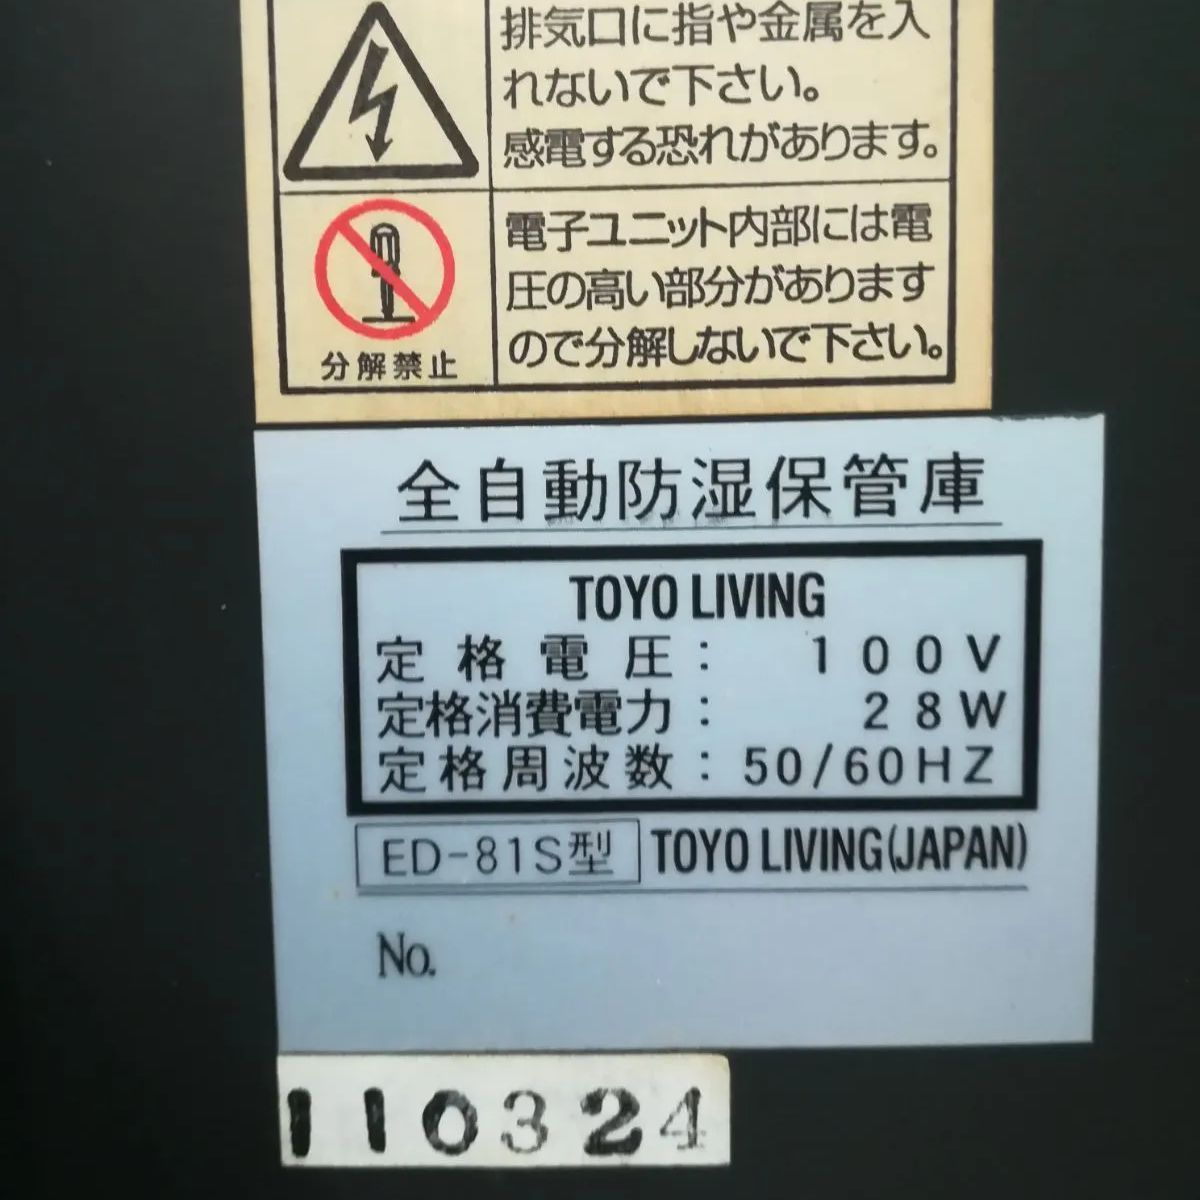 排気口に指や金属を入
れないで下さい。
感電する恐れがあります。
分解禁止
電子ユニット内部には電
圧の高い部分があります
ので分解しないで下さい。
全自動防湿保管庫
TOYO LIVING
定格電圧： 100V
定格消費電力： 28W
定格周波数：50/60HZ
ED-81S型 TOYO LIVING(JAPAN)
No.
110324